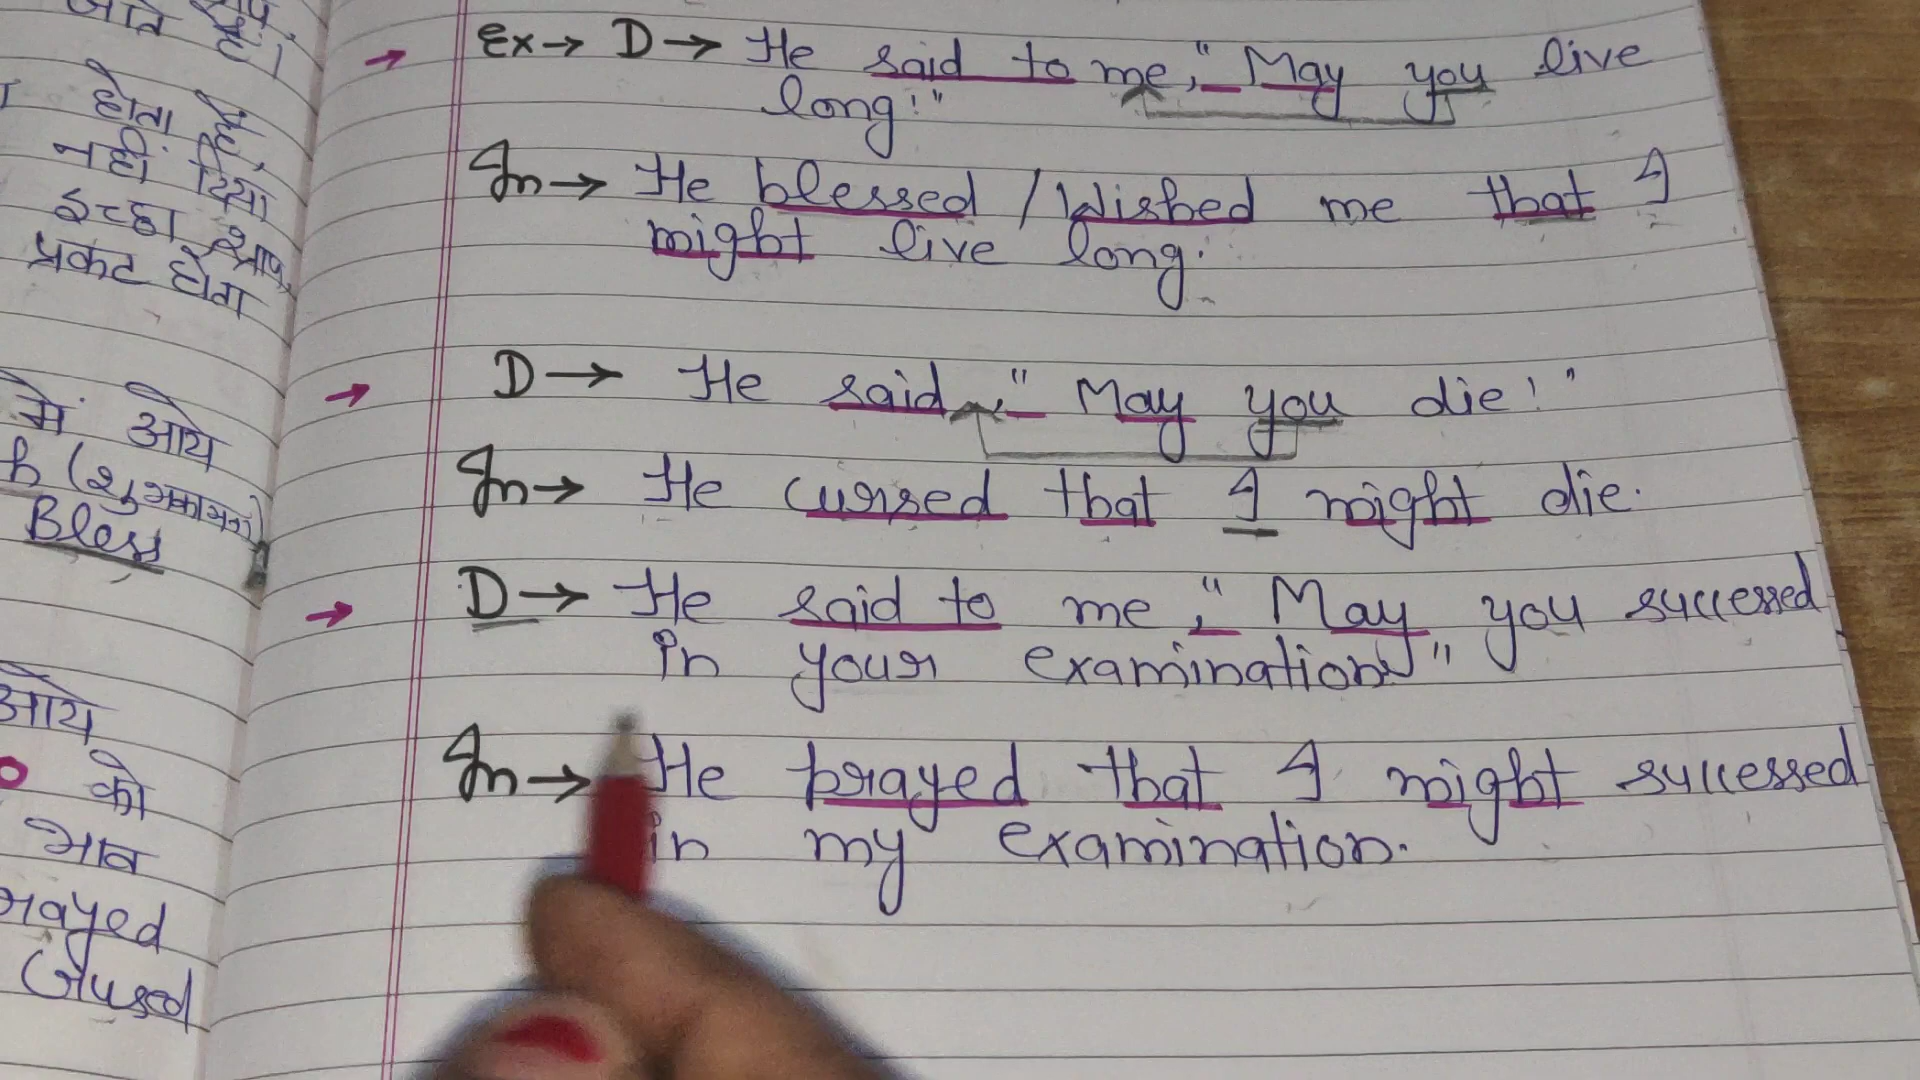 जाने
होता है,
नहीं दिया
इच्छा श्राप,
प्रकट होगा
में आये
h (शुभकामना)
Bless
आये
को
भाव
rayed
Ex→ D→ He said to me, "May you live
long!"
In→ He blessed / Wished me that I
might live long.
D→ He said, "May you die!"
In→ He cursed that I might die.
D→ He said to me, "May you successed
in your examination"
In→ He prayed that I might successed
in my examination.